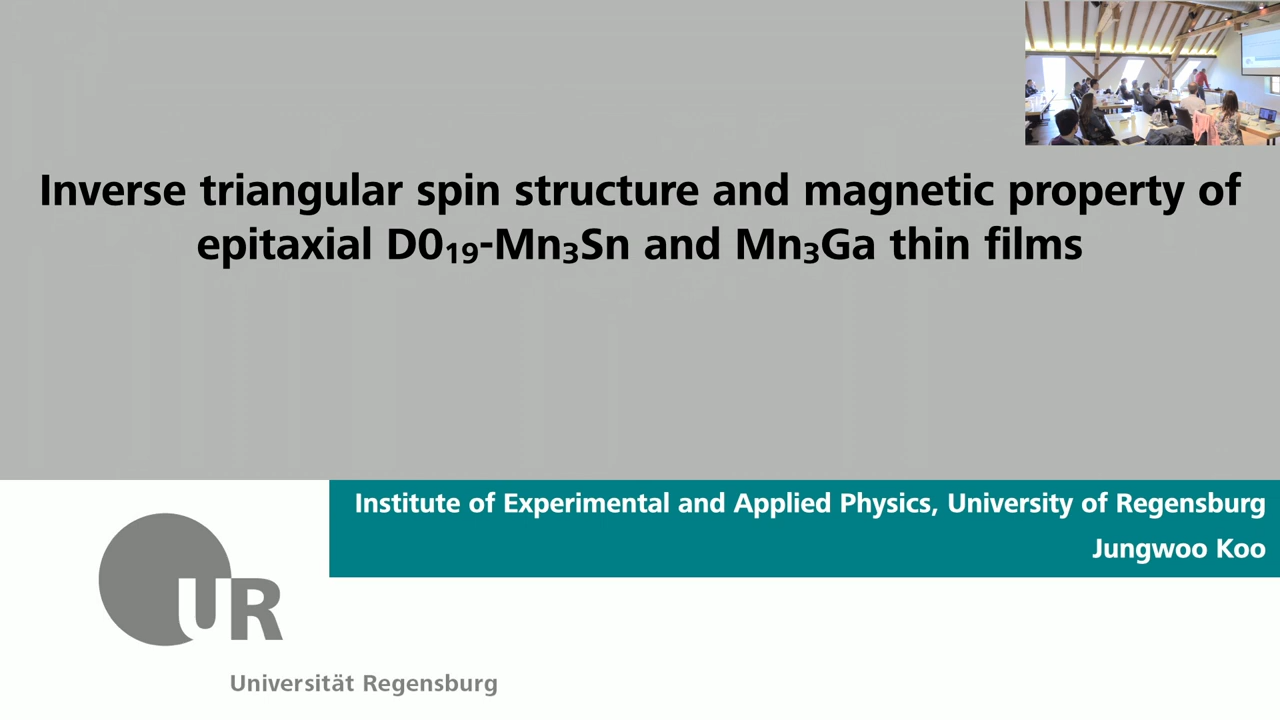 Inverse triangular spin structure and magnetic property of
epitaxial D0₁₉-Mn₃Sn and Mn₃Ga thin films
Institute of Experimental and Applied Physics, University of Regensburg
Jungwoo Koo
UR
Universität Regensburg